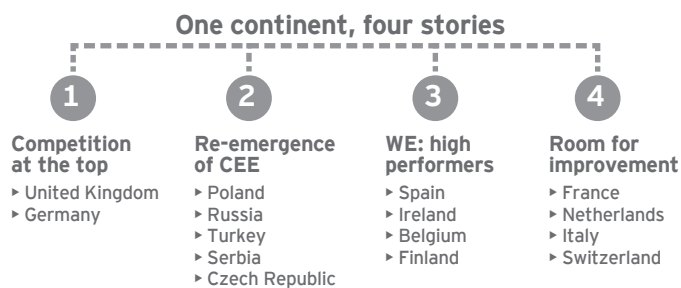 One continent, four stories
1
Competition
at the top
‣ United Kingdom
‣ Germany
2
Re-emergence
of CEE
‣ Poland
‣ Russia
‣ Turkey
‣ Serbia
‣ Czech Republic
3
WE: high
performers
‣ Spain
‣ Ireland
‣ Belgium
‣ Finland
4
Room for
improvement
‣ France
‣ Netherlands
‣ Italy
‣ Switzerland